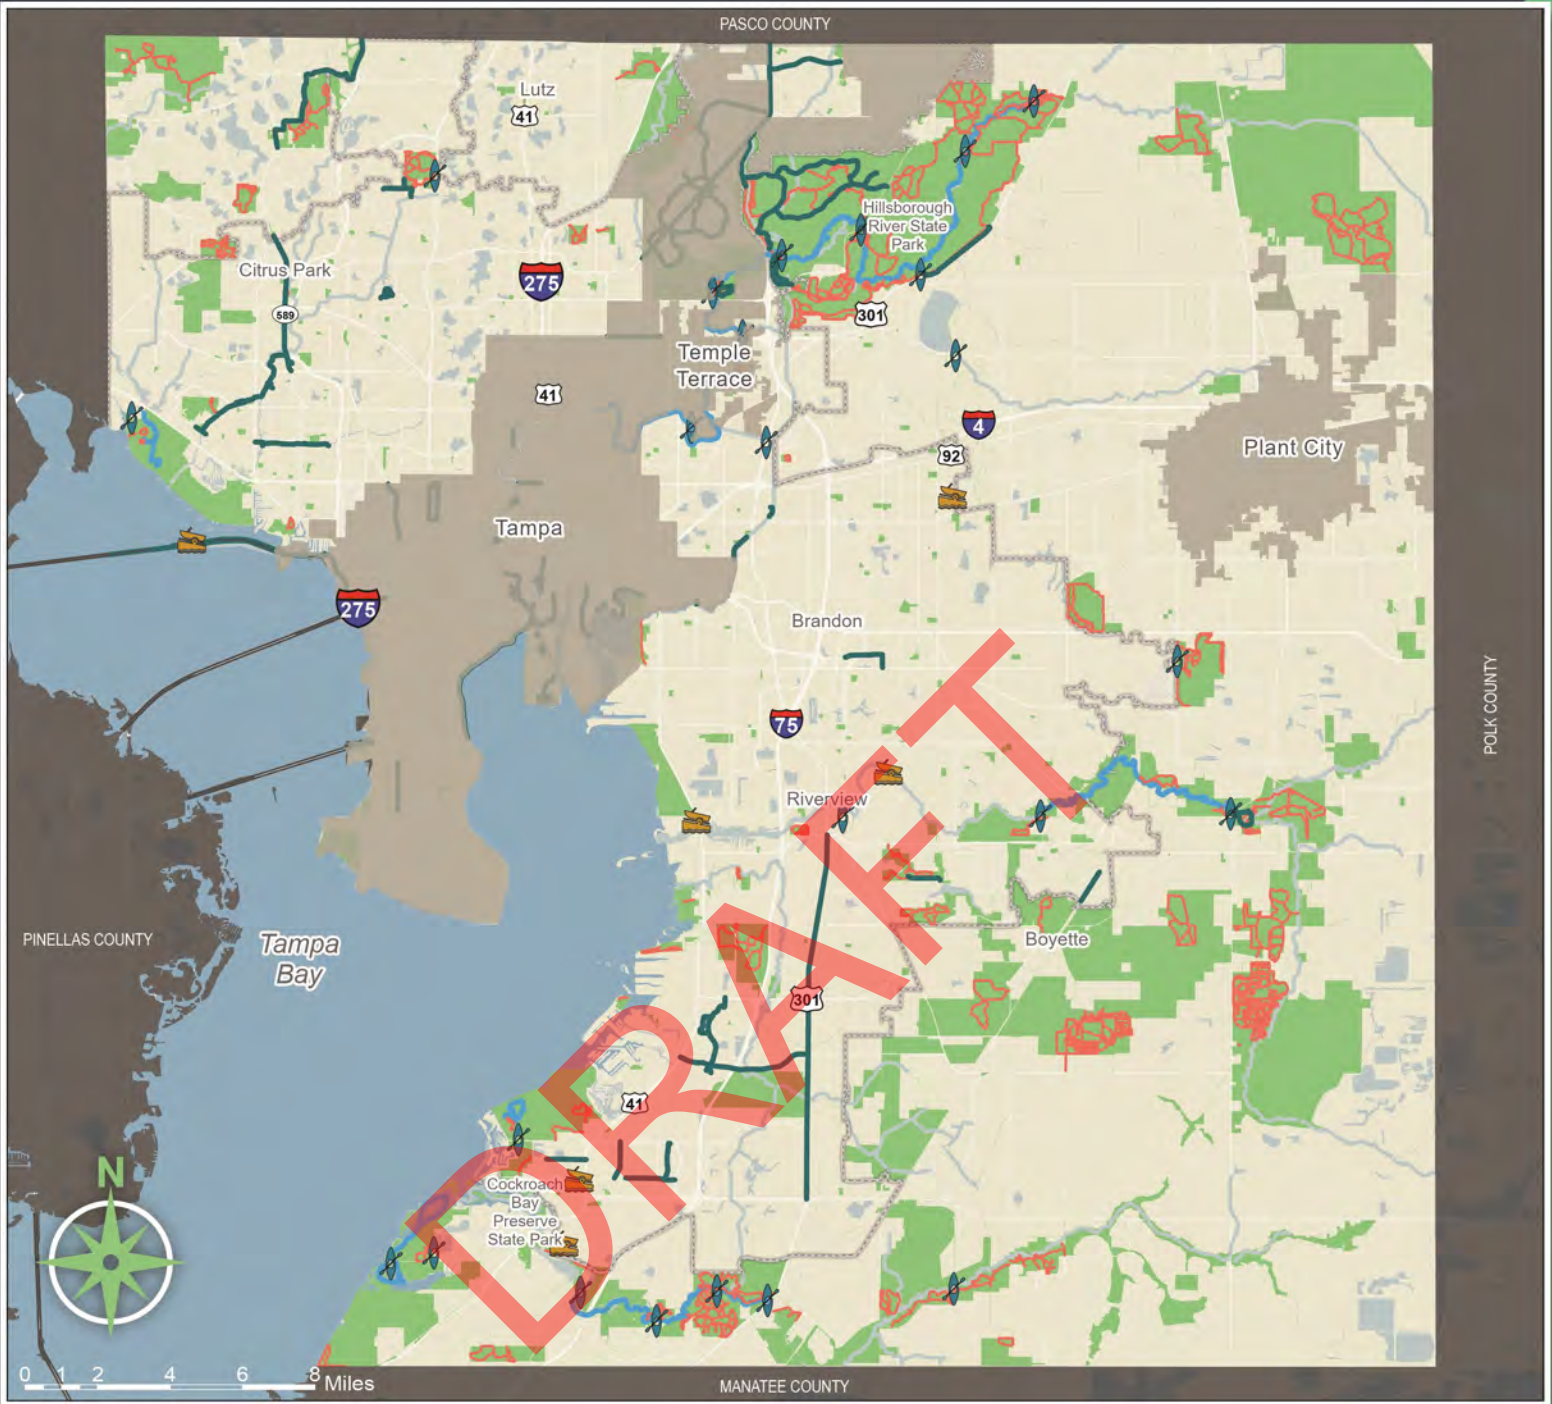 PASCO COUNTY
Lutz
41
Hillsborough
River State
Park
Citrus Park
275
589
301
Temple
Terrace
41
4
92
Plant City
Tampa
275
Brandon
POLK COUNTY
75
Riverview
PINELLAS COUNTY
Tampa
Bay
Boyette
301
41
DRAFT
N
Cockroach
Bay
Preserve
State Park
0 1 2 4 6 8 Miles
MANATEE COUNTY